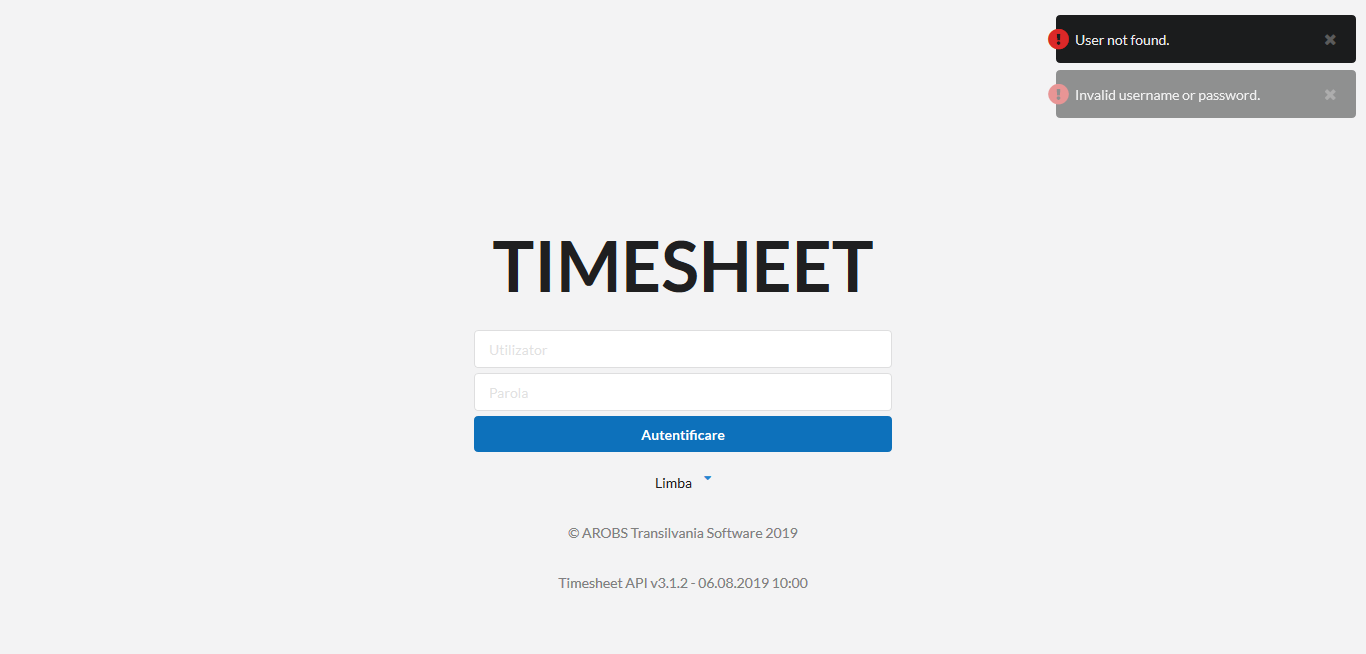 User not found.
Invalid username or password.
TIMESHEET
Utilizator
Parola
Autentificare
Limba
© AROBS Transilvania Software 2019
Timesheet API v3.1.2 - 06.08.2019 10:00